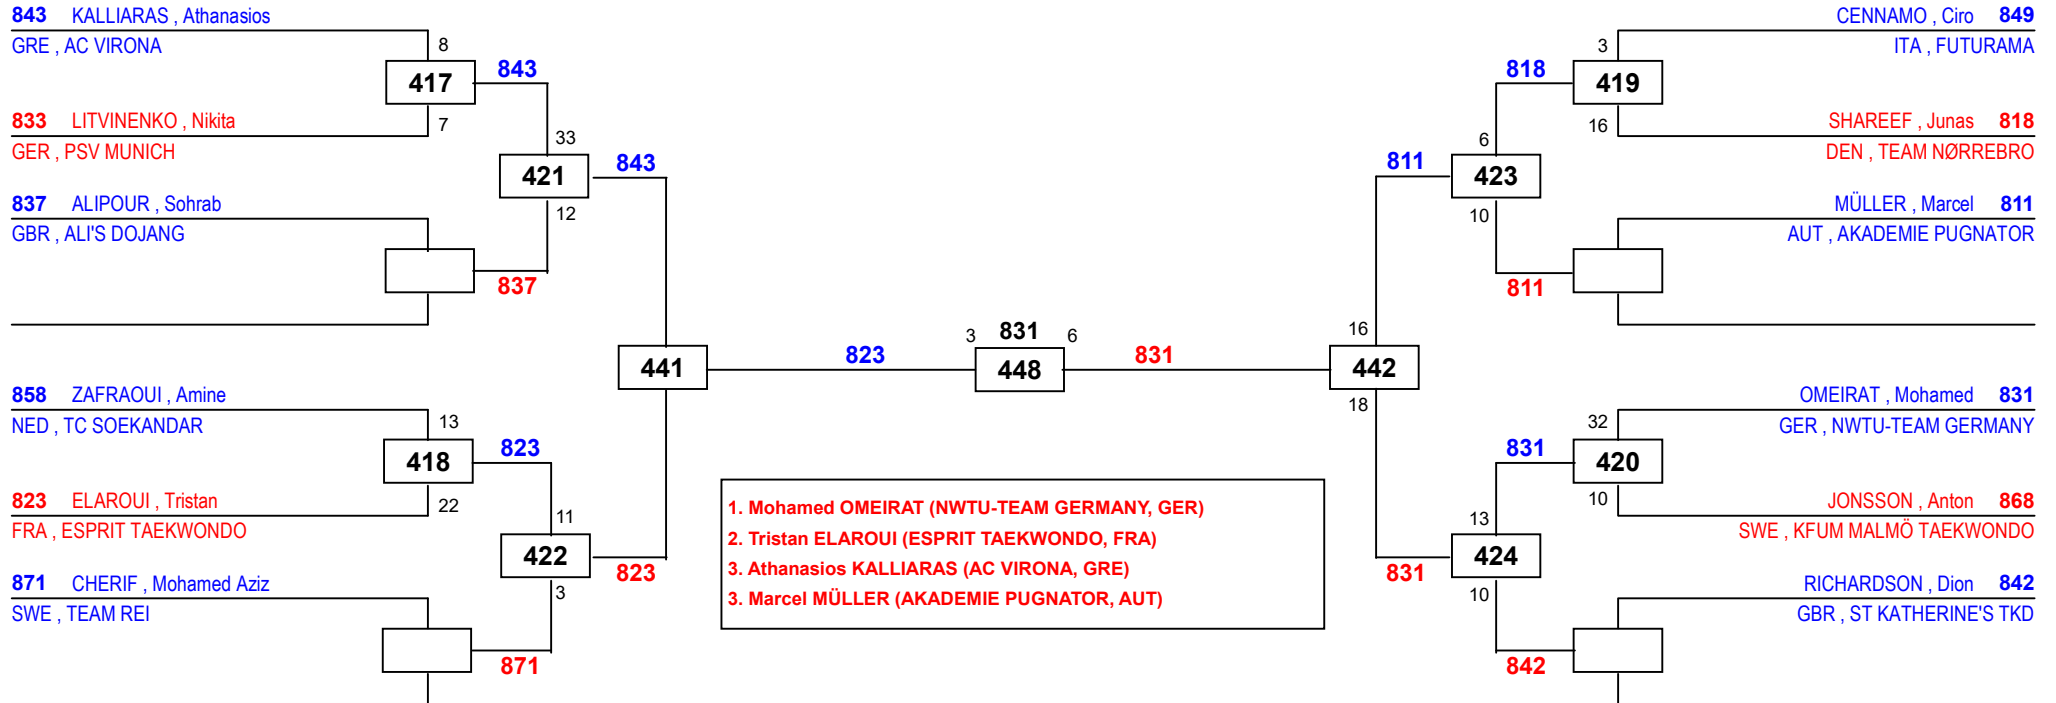 843 KALLIARAS , Athanasios
GRE , AC VIRONA
8
417
843
833 LITVINENKO , Nikita
7
GER , PSV MUNICH
33
421
843
837 ALIPOUR , Sohrab
12
GBR , ALI'S DOJANG
837
441
823
858 ZAFRAOUI , Amine
NED , TC SOEKANDAR
13
418
823
823 ELAROUI , Tristan
22
FRA , ESPRIT TAEKWONDO
11
422
823
871 CHERIF , Mohamed Aziz
3
SWE , TEAM REI
871
3 831 6
448
831
CENNAMO , Ciro 849
ITA , FUTURAMA
3
818
419
SHAREEF , Junas 818
16
DEN , TEAM NØRREBRO
6
811
423
MÜLLER , Marcel 811
10
AUT , AKADEMIE PUGNATOR
811
16
442
18
OMEIRAT , Mohamed 831
GER , NWTU-TEAM GERMANY
32
831
420
JONSSON , Anton 868
10
SWE , KFUM MALMÖ TAEKWONDO
13
424
831
RICHARDSON , Dion 842
10
GBR , ST KATHERINE'S TKD
842
1. Mohamed OMEIRAT (NWTU-TEAM GERMANY, GER)
2. Tristan ELAROUI (ESPRIT TAEKWONDO, FRA)
3. Athanasios KALLIARAS (AC VIRONA, GRE)
3. Marcel MÜLLER (AKADEMIE PUGNATOR, AUT)